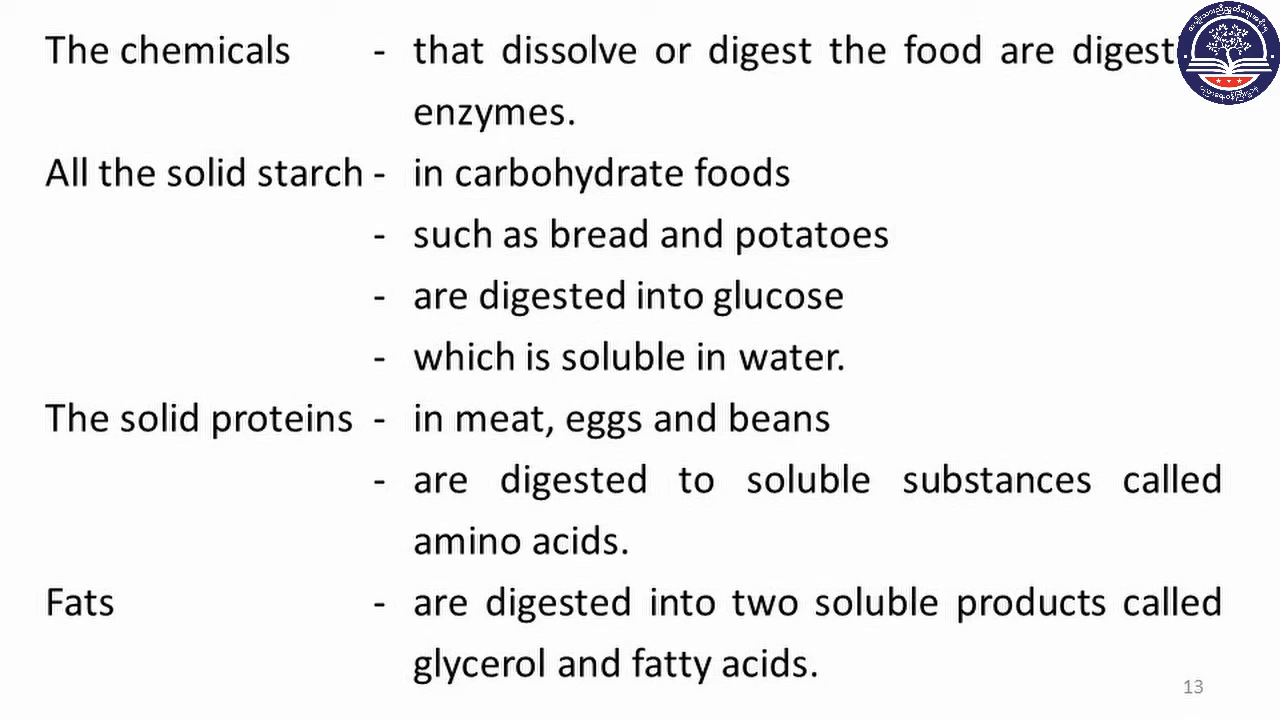 The chemicals - that dissolve or digest the food are digest
enzymes.
All the solid starch - in carbohydrate foods
- such as bread and potatoes
- are digested into glucose
- which is soluble in water.
The solid proteins - in meat, eggs and beans
- are digested to soluble substances called
amino acids.
Fats - are digested into two soluble products called
glycerol and fatty acids.
13